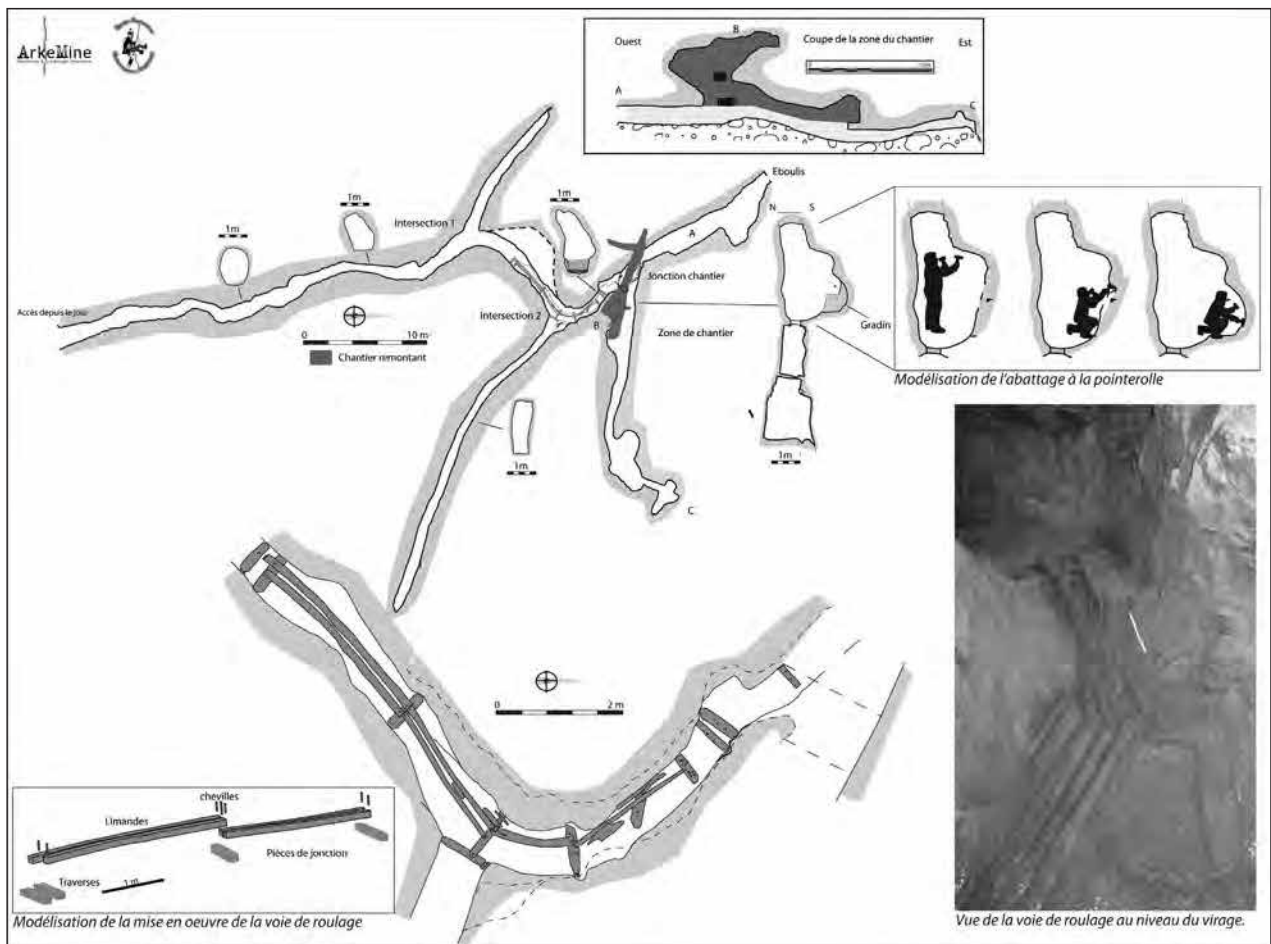 ArkeMine
Ouest
B
Coupe de la zone du chantier
Est
A
C
Eboulis
1m
1m
1m
N S
Intersection 1
A
Jonction chantier
Accès depuis le jour
Intersection 2
B
Zone de chantier
Gradin
0 10 m
Chantier remontant
Modélisation de l'abattage à la pointerolle
1m
1m
C
0 2 m
chevilles
Limandes
Pièces de jonction
Traverses
1 m
Modélisation de la mise en oeuvre de la voie de roulage
Vue de la voie de roulage au niveau du virage.